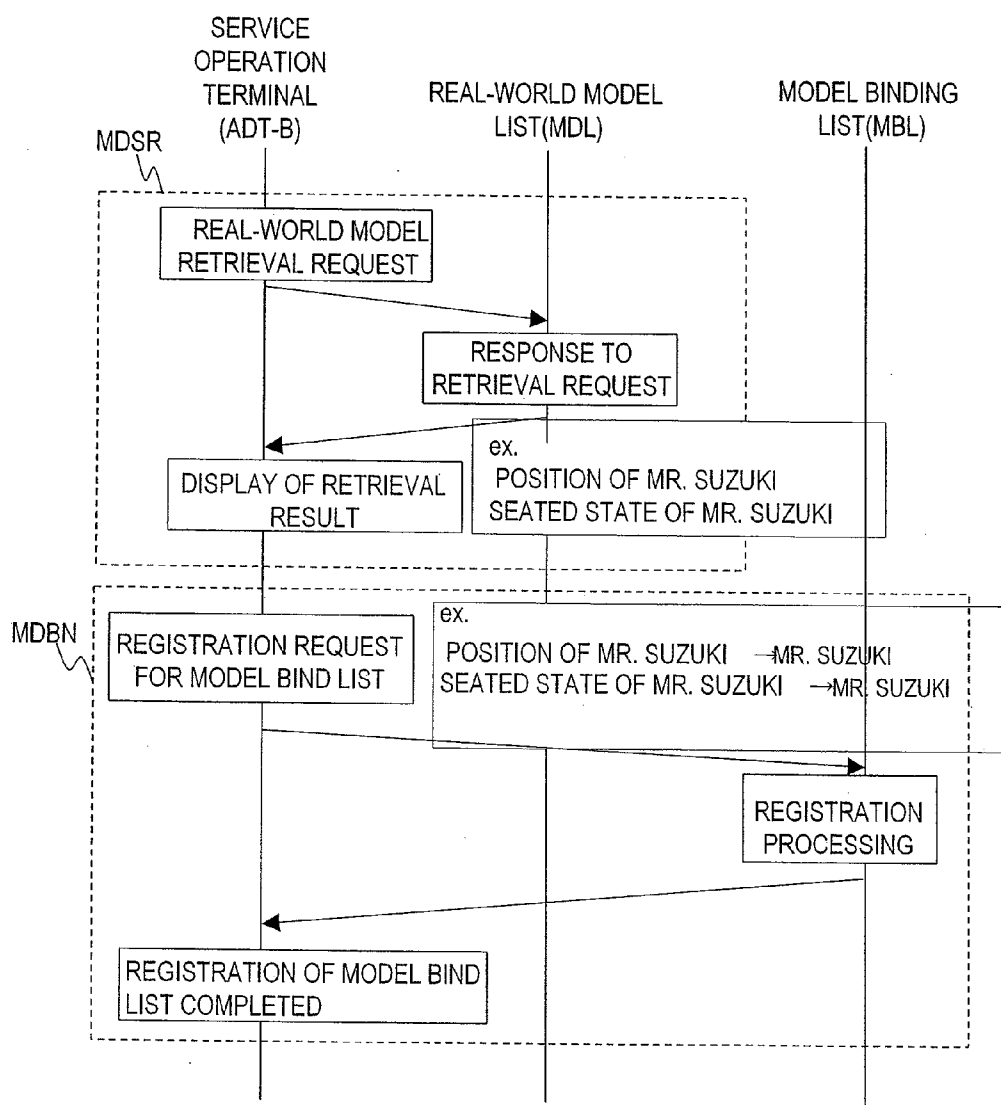 SERVICE
OPERATION
TERMINAL
(ADT-B)
REAL-WORLD MODEL
LIST(MDL)
MODEL BINDING
LIST(MBL)
MDSR
REAL-WORLD MODEL
RETRIEVAL REQUEST
RESPONSE TO
RETRIEVAL REQUEST
ex.
POSITION OF MR. SUZUKI
SEATED STATE OF MR. SUZUKI
DISPLAY OF RETRIEVAL
RESULT
MDBN
REGISTRATION REQUEST
FOR MODEL BIND LIST
ex.
POSITION OF MR. SUZUKI →MR. SUZUKI
SEATED STATE OF MR. SUZUKI →MR. SUZUKI
REGISTRATION
PROCESSING
REGISTRATION OF MODEL BIND
LIST COMPLETED